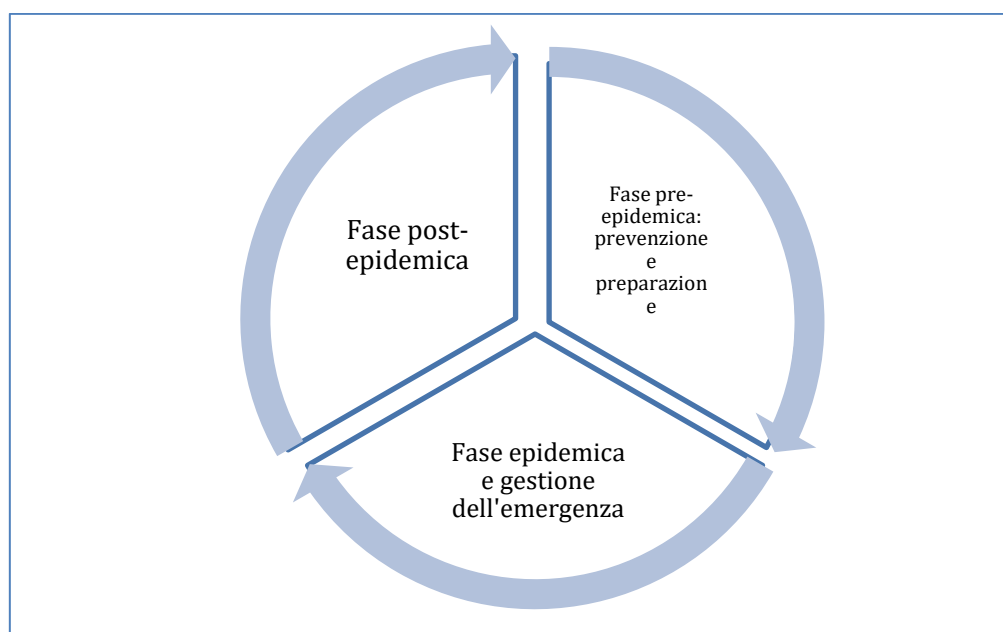 Fase post-
epidemica
Fase pre-
epidemica:
prevenzione
e
preparazion
e
Fase epidemica
e gestione
dell'emergenza